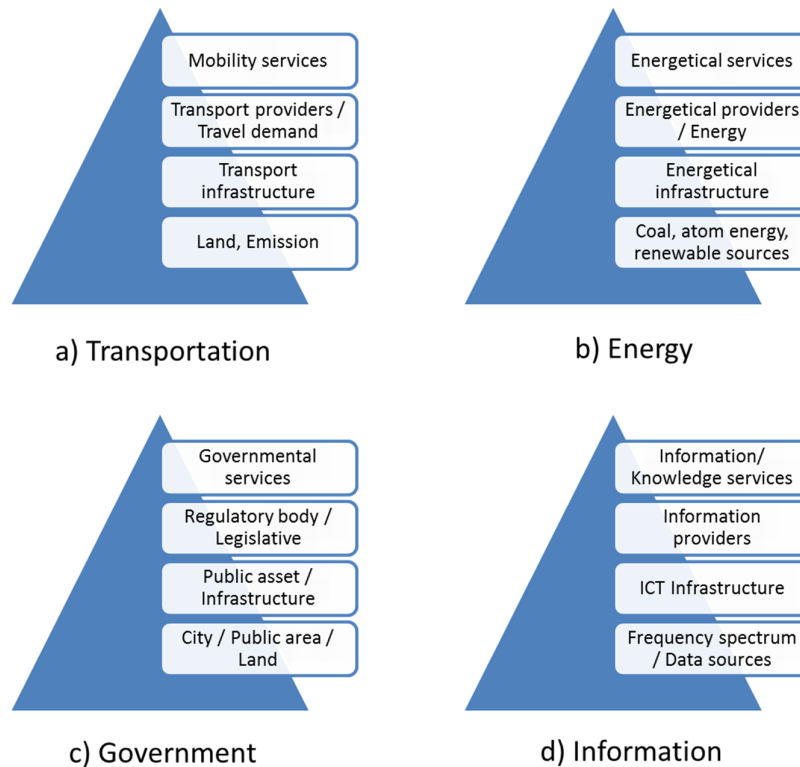 Mobility services
Transport providers /
Travel demand
Transport
infrastructure
Land, Emission
a) Transportation
Energetical services
Energetical providers
/ Energy
Energetical
infrastructure
Coal, atom energy,
renewable sources
b) Energy
Governmental
services
Regulatory body /
Legislative
Public asset /
Infrastructure
City / Public area /
Land
c) Government
Information/
Knowledge services
Information
providers
ICT Infrastructure
Frequency spectrum
/ Data sources
d) Information